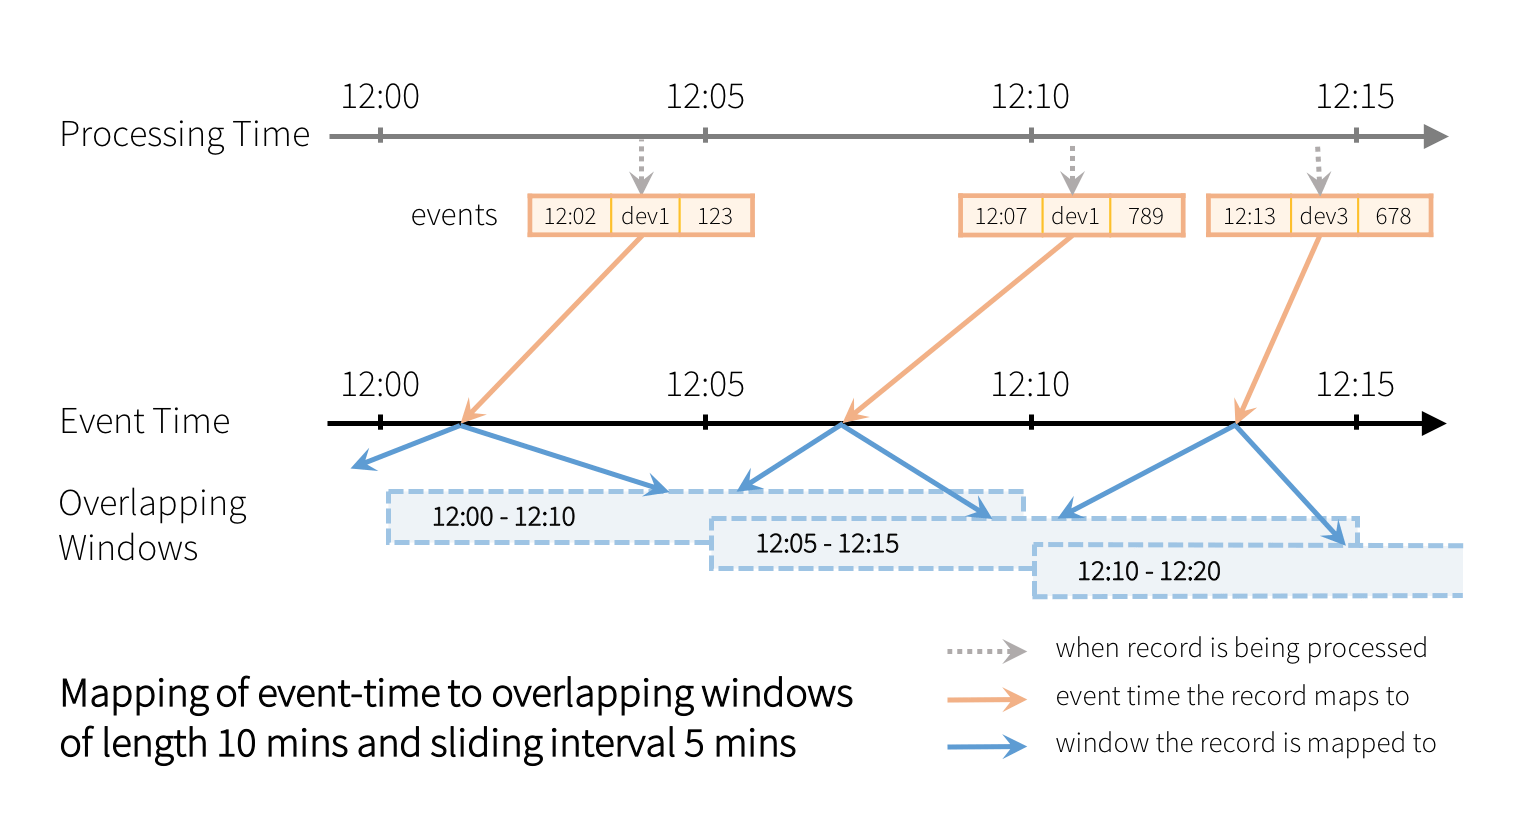 12:00 12:05 12:10 12:15
Processing Time
events 12:02 dev1 123 12:07 dev1 789 12:13 dev3 678
12:00 12:05 12:10 12:15
Event Time
Overlapping
Windows
12:00 - 12:10
12:05 - 12:15
12:10 - 12:20
when record is being processed
event time the record maps to
window the record is mapped to
Mapping of event-time to overlapping windows
of length 10 mins and sliding interval 5 mins